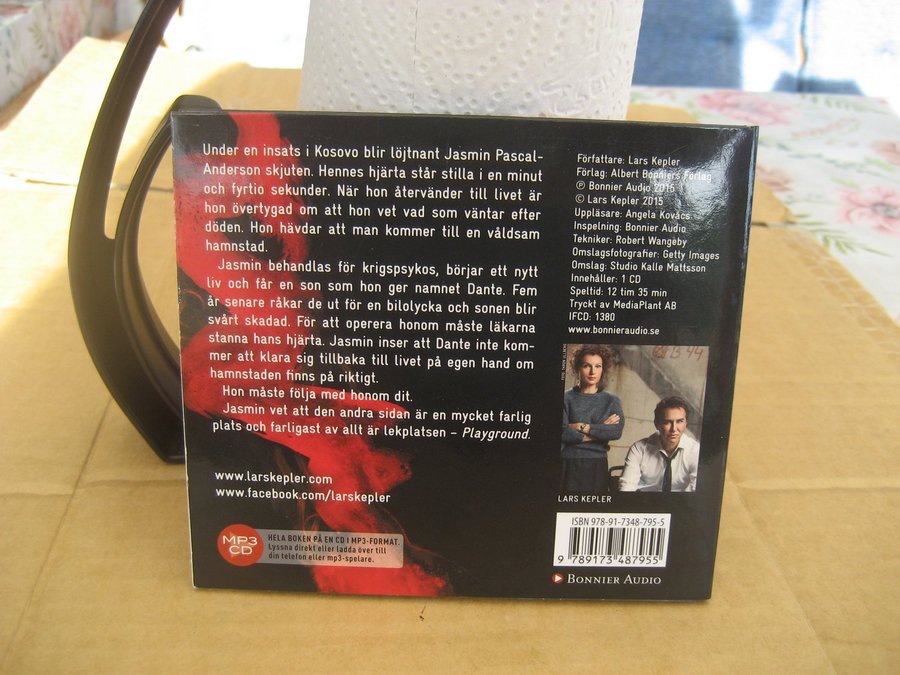 Under en insats i Kosovo blir löjtnant Jasmin Pascal-
Anderson skjuten. Hennes hjärta står stilla i en minut
och fyrtio sekunder. När hon återvänder till livet är
hon övertygad om att hon vet vad som väntar efter
döden. Hon hävdar att man kommer till en våldsam
hamnstad.
Jasmin behandlas för krigspsykos, börjar ett nytt
liv och får en son som hon ger namnet Dante. Fem
år senare råkar de ut för en bilolycka och sonen blir
svårt skadad. För att operera honom måste läkarna
stanna hans hjärta. Jasmin inser att Dante inte kom-
mer att klara sig tillbaka till livet på egen hand om
hamnstaden finns på riktigt.
Hon måste följa med honom dit.
Jasmin vet att den andra sidan är en mycket farlig
plats och farligast av allt är lekplatsen – Playground.
www.larskepler.com
www.facebook.com/larskepler
MP3
CD
HELA BOKEN PÅ EN CD I MP3-FORMAT.
Lyssna direkt eller ladda över till
din telefon eller mp3-spelare.
Författare: Lars Kepler
Förlag: Albert Bonniers Förlag
℗ Bonnier Audio 2015
© Lars Kepler 2015
Uppläsare: Angela Kovács
Inspelning: Bonnier Audio
Tekniker: Robert Wangeby
Omslagsfotografier: Getty Images
Omslag: Studio Kalle Mattsson
Innehåller: 1 CD
Speltid: 12 tim 35 min
Tryckt av MediaPlant AB
IFCD: 1380
www.bonnieraudio.se
LARS KEPLER
ISBN 978-91-7348-795-5
9 789173 487955
BONNIER AUDIO